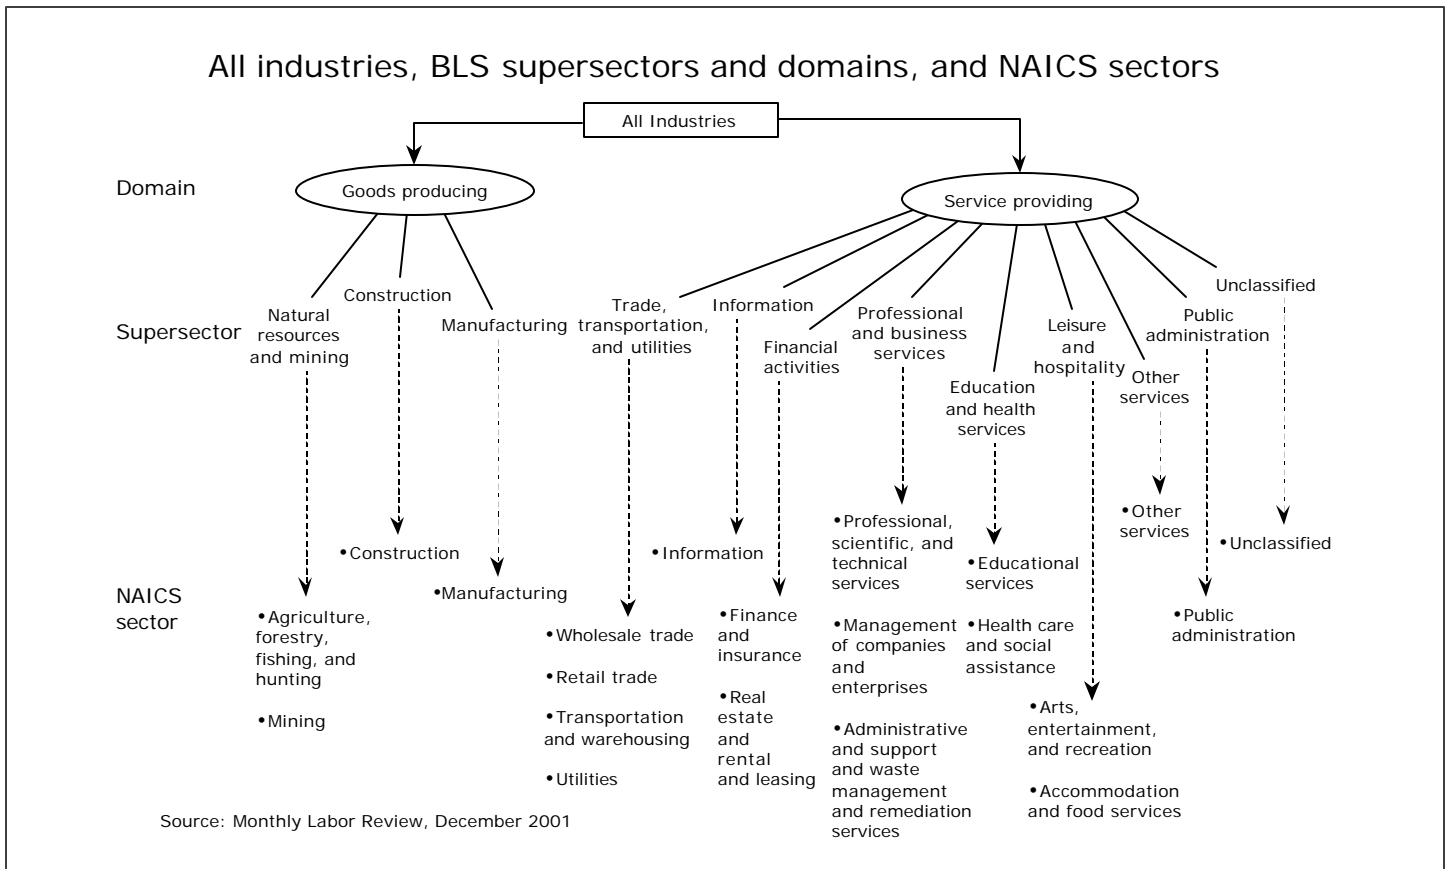 All industries, BLS supersectors and domains, and NAICS sectors
All Industries
Domain
Goods producing
Service providing
Supersector
Natural
resources
and mining
Construction
Manufacturing
Trade,
transportation,
and utilities
Information
Financial
activities
Professional
and business
services
Education
and health
services
Leisure
and
hospitality
Other
services
Public
administration
Unclassified
NAICS
sector
•Agriculture,
forestry,
fishing, and
hunting
•Mining
•Construction
•Manufacturing
•Wholesale trade
•Retail trade
•Transportation
and warehousing
•Utilities
•Information
•Finance
and
insurance
•Real
estate
and
rental
and leasing
•Professional,
scientific, and
technical
services
•Management
of companies
and
enterprises
•Administrative
and support
and waste
management
and remediation
services
•Educational
services
•Health care
and social
assistance
•Arts,
entertainment,
and recreation
•Accommodation
and food services
•Other
services
•Public
administration
•Unclassified
Source: Monthly Labor Review, December 2001